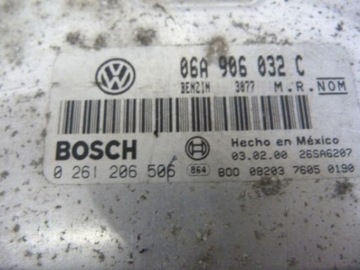 06A 906 032 C
BENZIN 3077 M.R. NOM
BOSCH
Hecho en México
03.02.00 26SA6207
0 261 206 506 864 BOO 08203 7605 0190